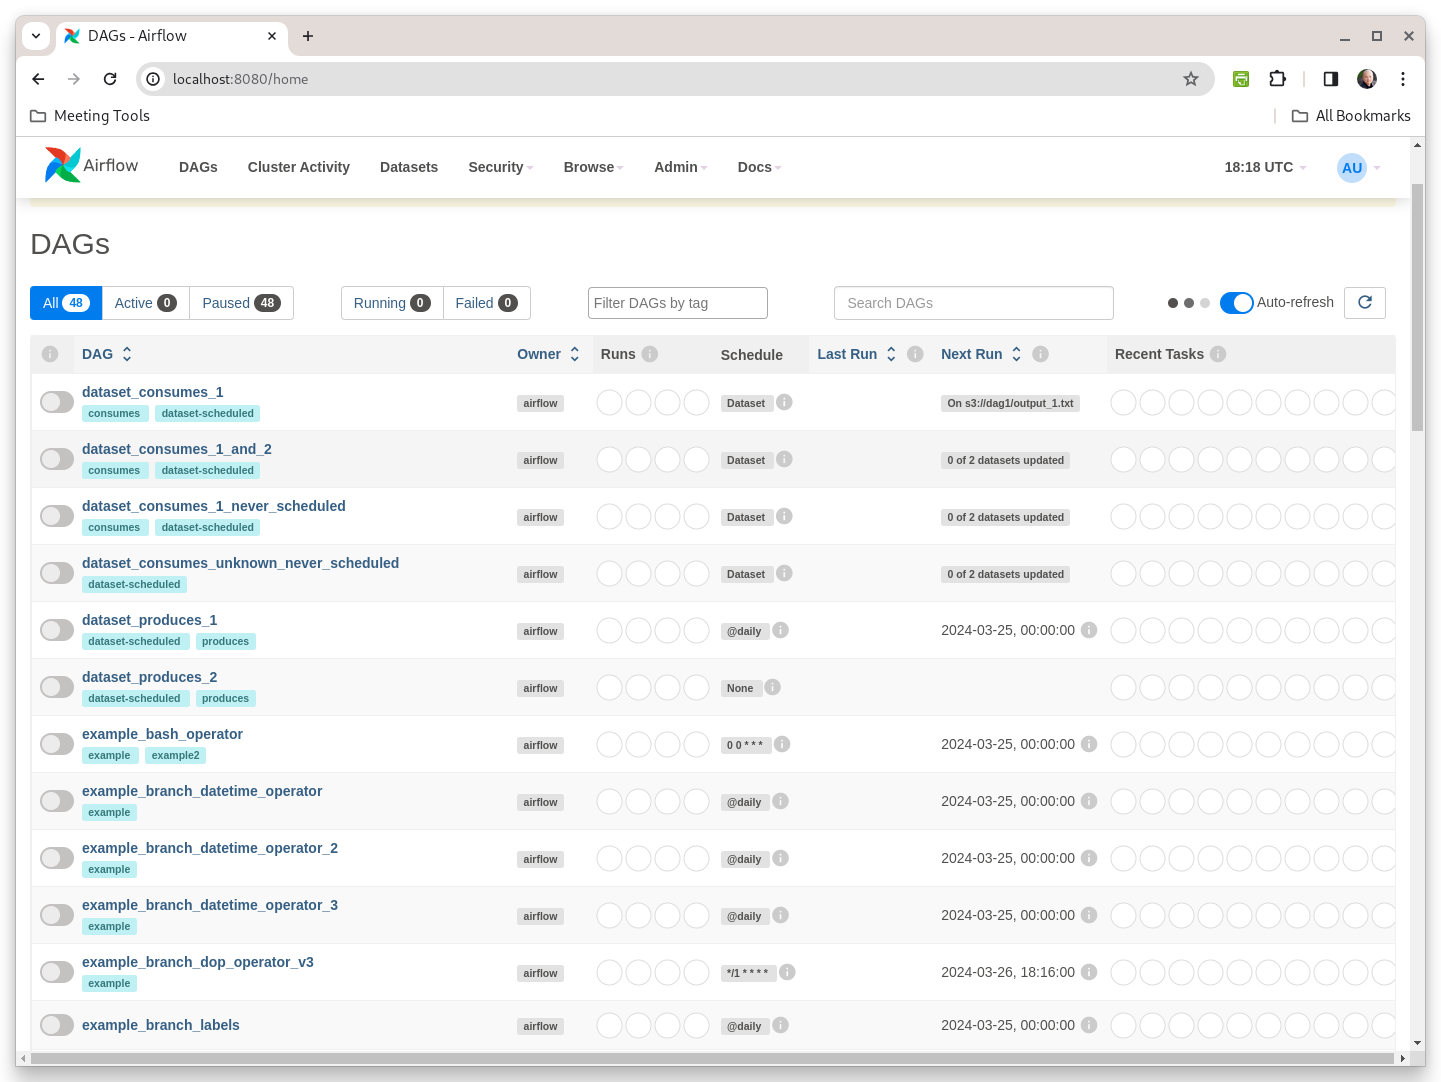 DAGs - Airflow
localhost:8080/home
Meeting Tools
All Bookmarks
Airflow DAGs Cluster Activity Datasets Security Browse Admin Docs 18:18 UTC AU
DAGs
All 48 Active 0 Paused 48 Running 0 Failed 0 Filter DAGs by tag Search DAGs Auto-refresh
DAG Owner Runs Schedule Last Run Next Run Recent Tasks
dataset_consumes_1
consumes dataset-scheduled airflow Dataset On s3://dag1/output_1.txt
dataset_consumes_1_and_2
consumes dataset-scheduled airflow Dataset 0 of 2 datasets updated
dataset_consumes_1_never_scheduled
consumes dataset-scheduled airflow Dataset 0 of 2 datasets updated
dataset_consumes_unknown_never_scheduled
dataset-scheduled airflow Dataset 0 of 2 datasets updated
dataset_produces_1
dataset-scheduled produces airflow @daily 2024-03-25, 00:00:00
dataset_produces_2
dataset-scheduled produces airflow None
example_bash_operator
example example2 airflow 0 0 * * * 2024-03-25, 00:00:00
example_branch_datetime_operator
example airflow @daily 2024-03-25, 00:00:00
example_branch_datetime_operator_2
example airflow @daily 2024-03-25, 00:00:00
example_branch_datetime_operator_3
example airflow @daily 2024-03-25, 00:00:00
example_branch_dop_operator_v3
example airflow */1 * * * * 2024-03-26, 18:16:00
example_branch_labels airflow @daily 2024-03-25, 00:00:00